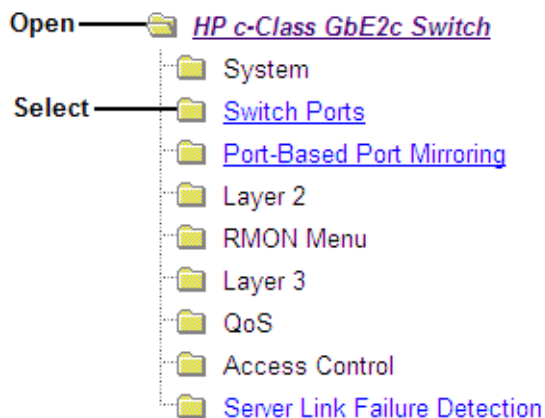 Open HP c-Class GbE2c Switch
System
Select Switch Ports
Port-Based Port Mirroring
Layer 2
RMON Menu
Layer 3
QoS
Access Control
Server Link Failure Detection